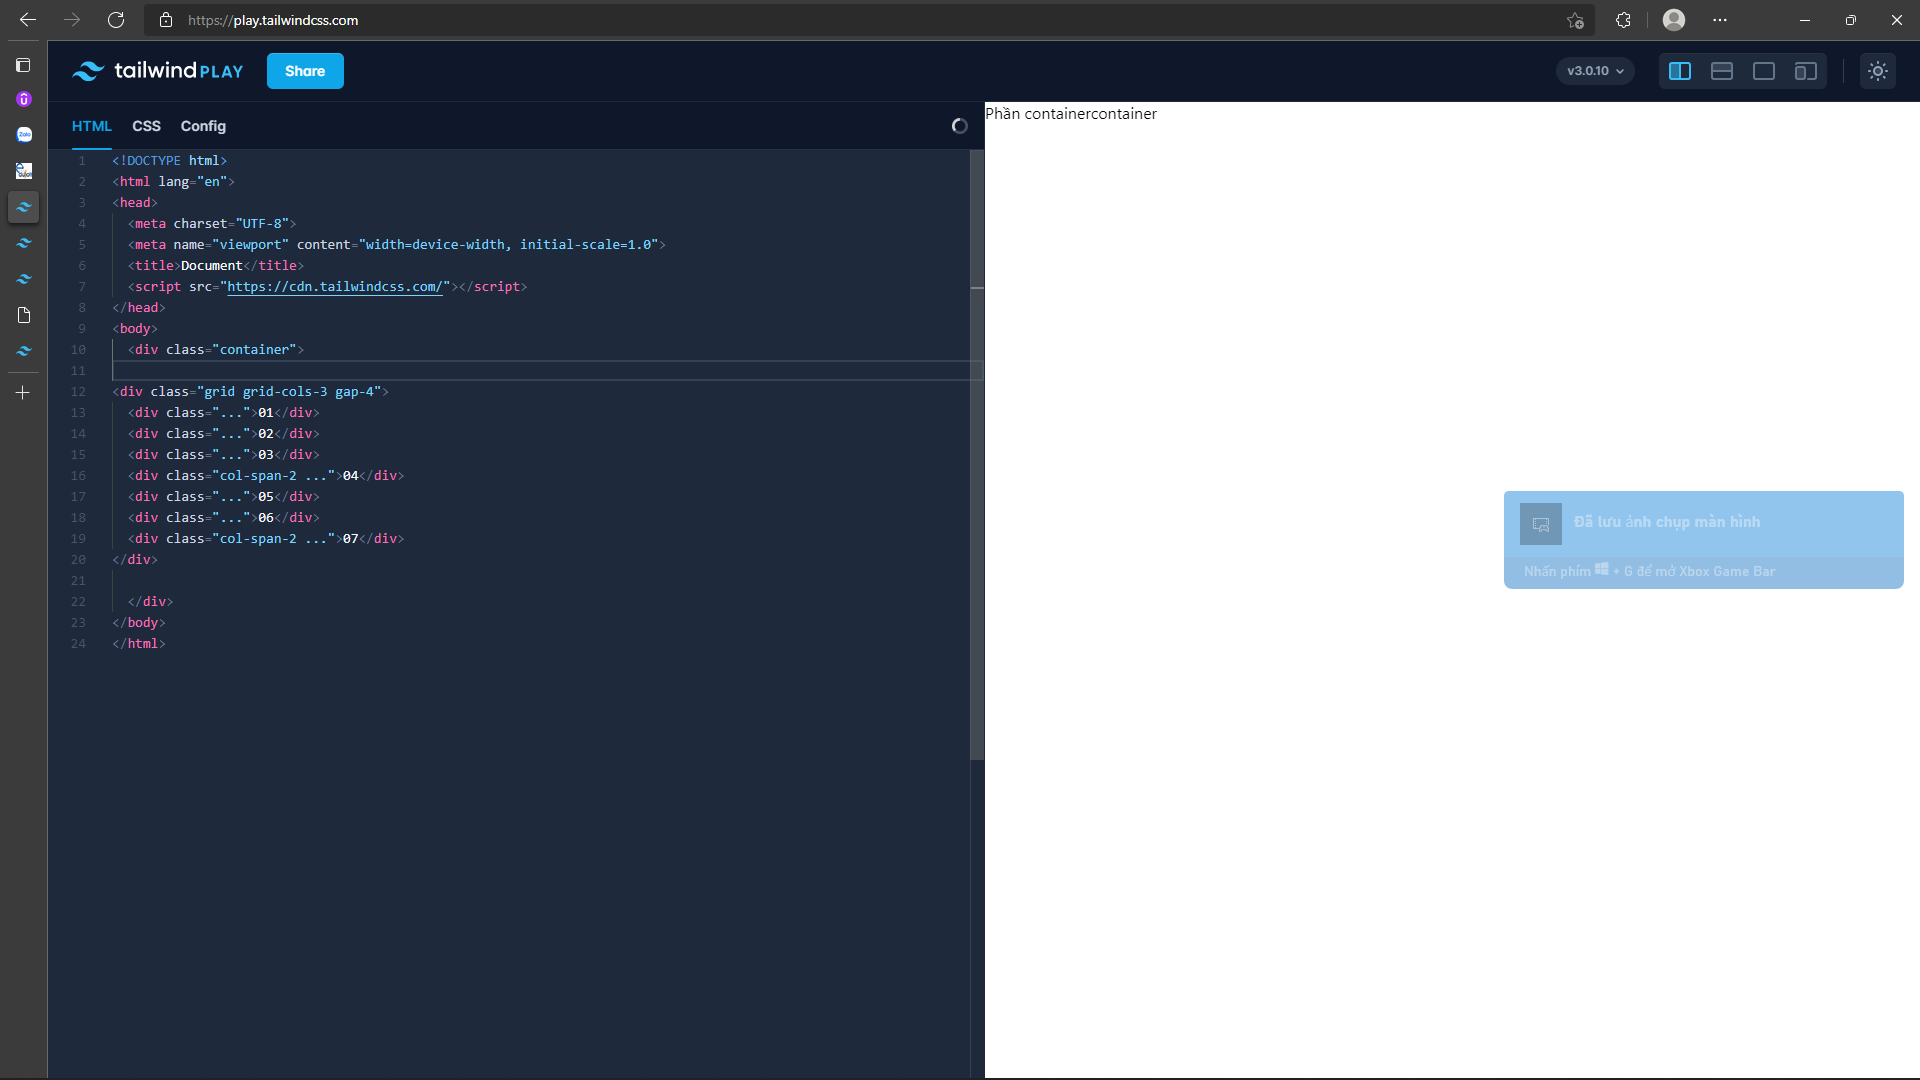 https://play.tailwindcss.com
tailwind PLAY
Share
v3.0.10
HTML CSS Config
1 <!DOCTYPE html>
2 <html lang="en">
3 <head>
4 <meta charset="UTF-8">
5 <meta name="viewport" content="width=device-width, initial-scale=1.0">
6 <title>Document</title>
7 <script src="https://cdn.tailwindcss.com/"></script>
8 </head>
9 <body>
10 <div class="container">
11
12 <div class="grid grid-cols-3 gap-4">
13 <div class="...">01</div>
14 <div class="...">02</div>
15 <div class="...">03</div>
16 <div class="col-span-2 ...">04</div>
17 <div class="...">05</div>
18 <div class="...">06</div>
19 <div class="col-span-2 ...">07</div>
20 </div>
21
22 </div>
23 </body>
24 </html>
Phần containercontainer
Đã lưu ảnh chụp màn hình
Nhấn phím + G để mở Xbox Game Bar
Zalo